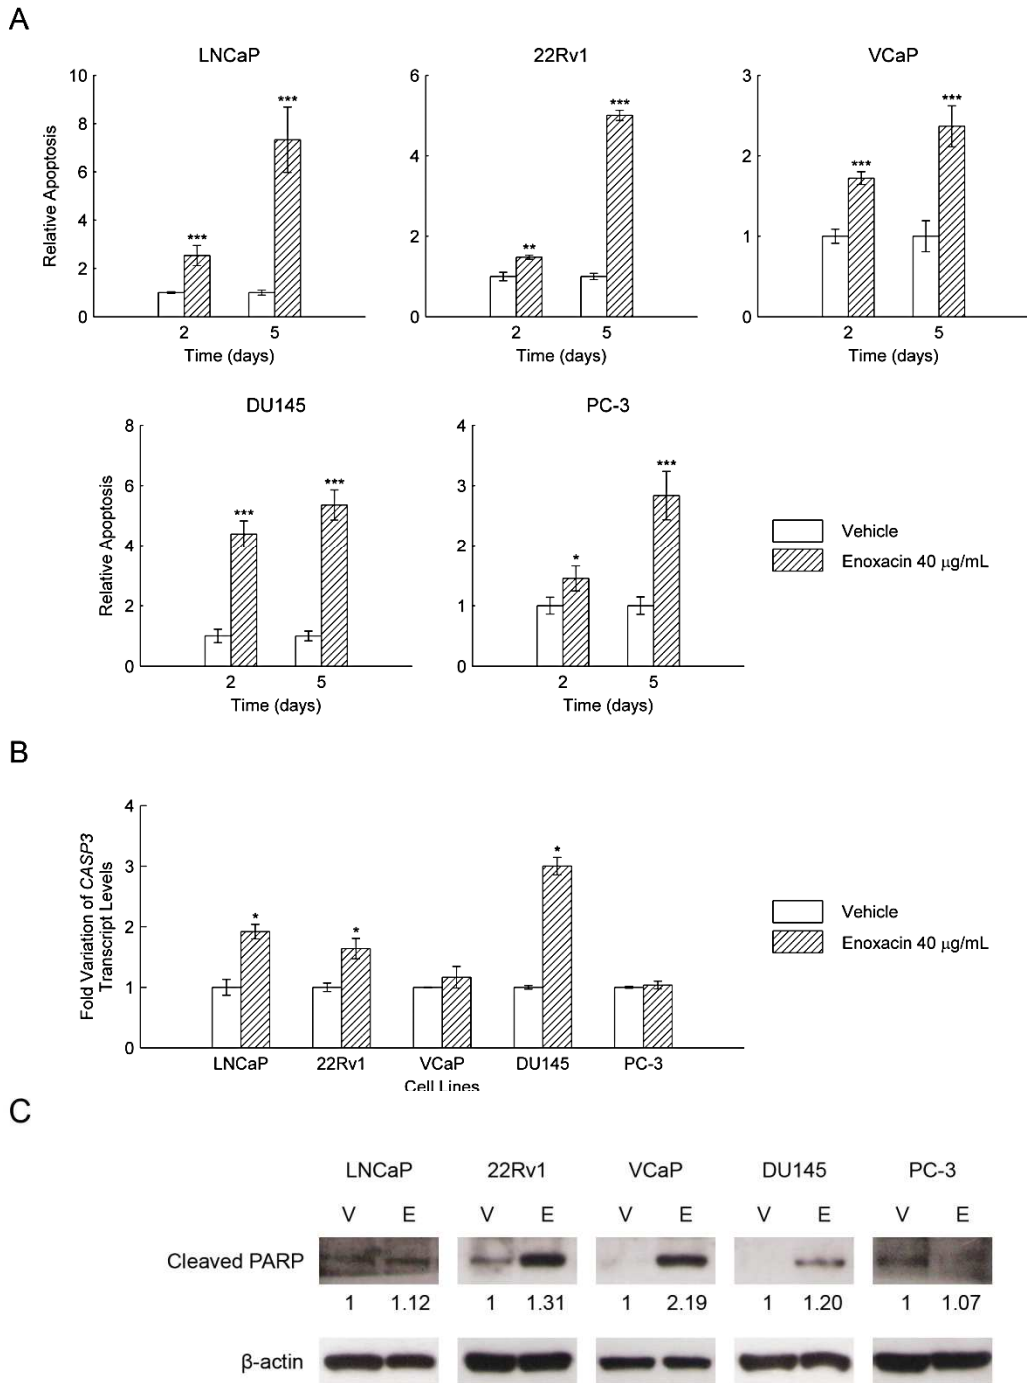 A
LNCaP
22Rv1
VCaP
Relative Apoptosis
10
8
6
4
2
0
***
***
2
5
Time (days)
6
4
2
0
**
***
2
5
Time (days)
3
2
1
0
***
***
2
5
Time (days)
DU145
PC-3
Relative Apoptosis
8
6
4
2
0
***
***
2
5
Time (days)
4
3
2
1
0
*
***
2
5
Time (days)
Vehicle
Enoxacin 40 μg/mL
B
Fold Variation of CASP3
Transcript Levels
4
3
2
1
0
*
*
*
LNCaP 22Rv1 VCaP DU145 PC-3
Cell Lines
Vehicle
Enoxacin 40 μg/mL
C
LNCaP 22Rv1 VCaP DU145 PC-3
V E V E V E V E V E
Cleaved PARP
1 1.12 1 1.31 1 2.19 1 1.20 1 1.07
β-actin